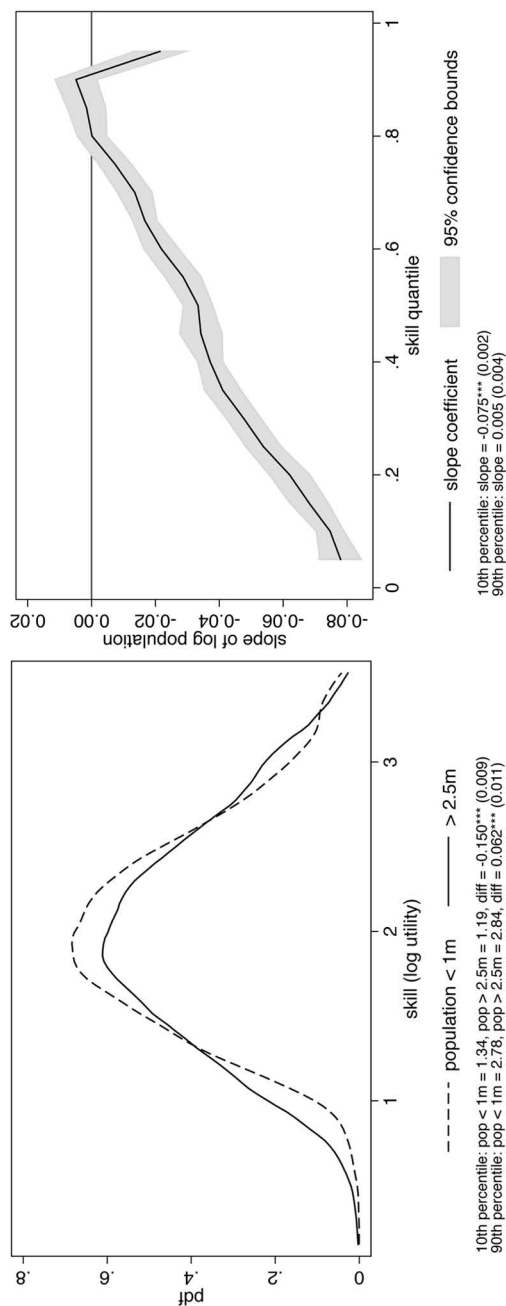 pdf
0 .2 .4 .6 .8
1 2 3
skill (log utility)
population < 1m > 2.5m
10th percentile: pop < 1m = 1.34, pop > 2.5m = 1.19, diff = -0.150*** (0.009)
90th percentile: pop < 1m = 2.78, pop > 2.5m = 2.84, diff = 0.062*** (0.011)
slope of log population
-0.08 -0.06 -0.04 -0.02 0.00 0.02
0 .2 .4 .6 .8 1
skill quantile
slope coefficient 95% confidence bounds
10th percentile: slope = -0.075*** (0.002)
90th percentile: slope = 0.005 (0.004)